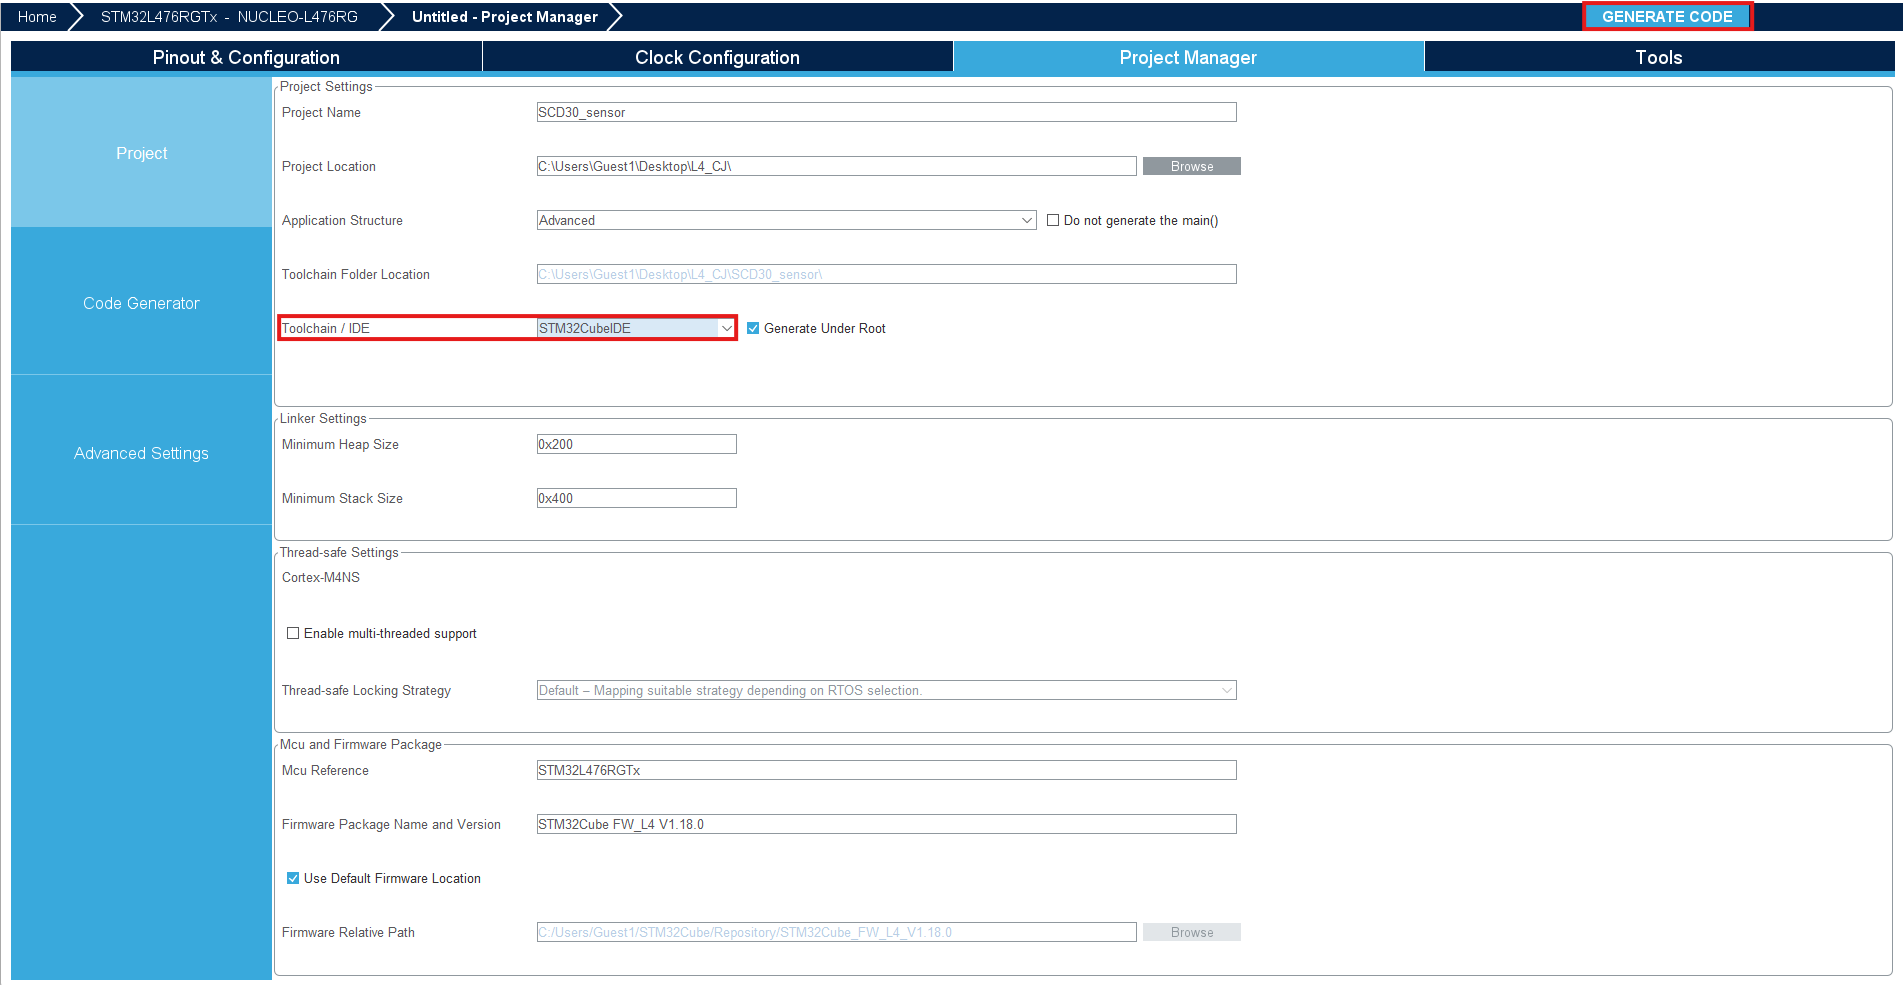 Home
STM32L476RGTx - NUCLEO-L476RG
Untitled - Project Manager
GENERATE CODE
Pinout & Configuration
Clock Configuration
Project Manager
Tools
Project
Code Generator
Advanced Settings
Project Settings
Project Name
SCD30_sensor
Project Location
C:\Users\Guest1\Desktop\L4_CJ\
Browse
Application Structure
Advanced
Do not generate the main()
Toolchain Folder Location
C:\Users\Guest1\Desktop\L4_CJ\SCD30_sensor\
Toolchain / IDE
STM32CubeIDE
Generate Under Root
Linker Settings
Minimum Heap Size
0x200
Minimum Stack Size
0x400
Thread-safe Settings
Cortex-M4NS
Enable multi-threaded support
Thread-safe Locking Strategy
Default – Mapping suitable strategy depending on RTOS selection.
Mcu and Firmware Package
Mcu Reference
STM32L476RGTx
Firmware Package Name and Version
STM32Cube FW_L4 V1.18.0
Use Default Firmware Location
Firmware Relative Path
C:/Users/Guest1/STM32Cube/Repository/STM32Cube_FW_L4_V1.18.0
Browse